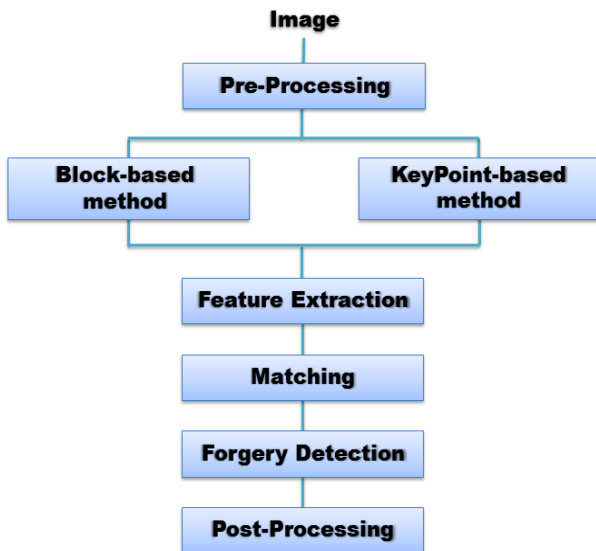 Image
Pre-Processing
Block-based
method
KeyPoint-based
method
Feature Extraction
Matching
Forgery Detection
Post-Processing